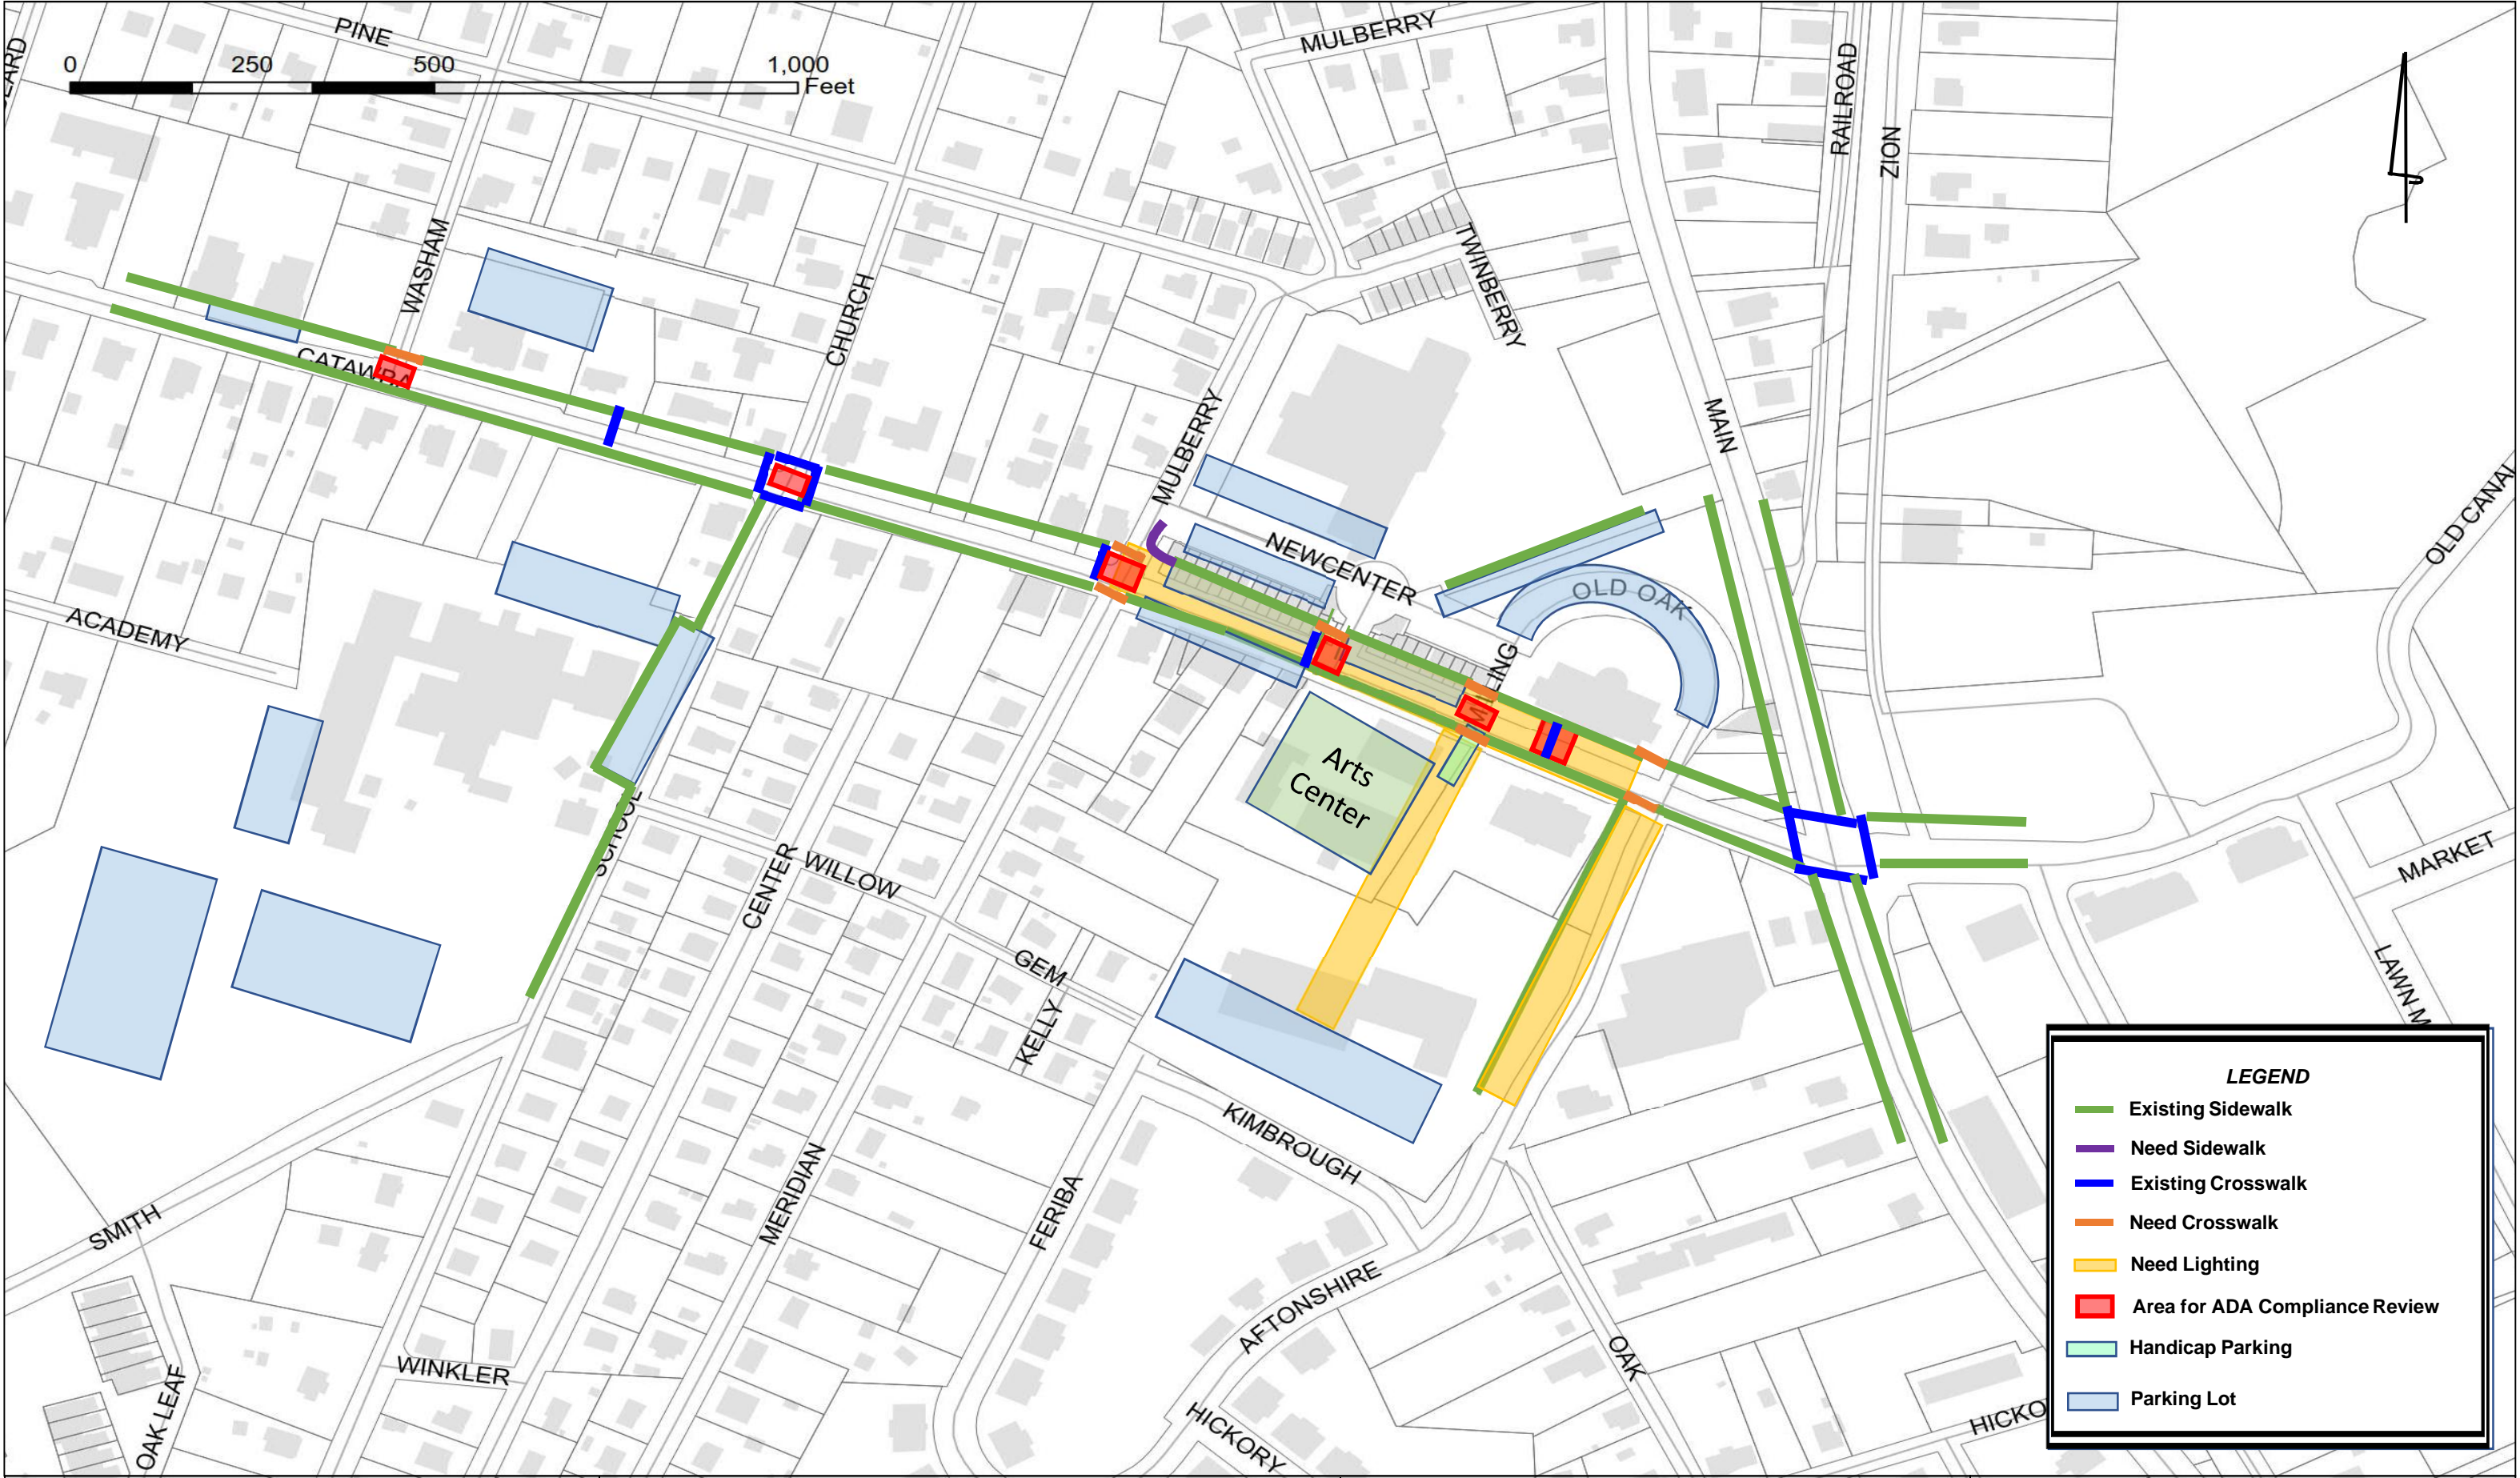 PINE
MULBERRY
0 250 500 1,000
Feet
RAILROAD
ZION
WASHAM
CHURCH
TWINBERRY
CATAWBA
MULBERRY
MAIN
NEWCENTER
OLD OAK
OLD CANAL
ACADEMY
LING
Arts
Center
SCHOOL
CENTER
WILLOW
MARKET
GEM
KELLY
LAWN M
KIMBROUGH
MERIDIAN
FERIBA
SMITH
AFTONSHIRE
OAK
WINKLER
OAK LEAF
HICKORY
HICKO
LEGEND
Existing Sidewalk
Need Sidewalk
Existing Crosswalk
Need Crosswalk
Need Lighting
Area for ADA Compliance Review
Handicap Parking
Parking Lot